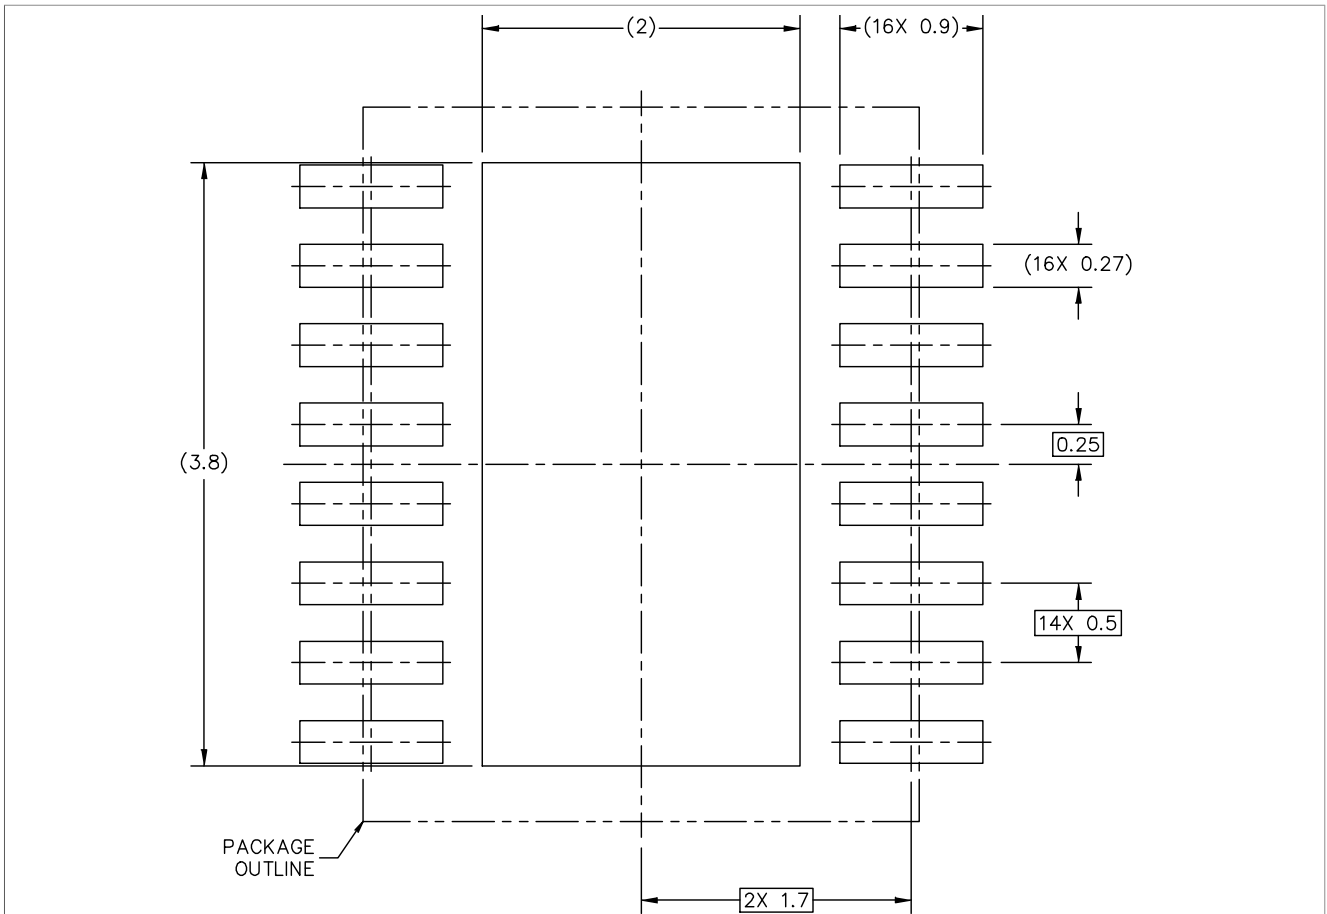 (2)
(16X 0.9)
(16X 0.27)
0.25
(3.8)
14X 0.5
PACKAGE
OUTLINE
2X 1.7